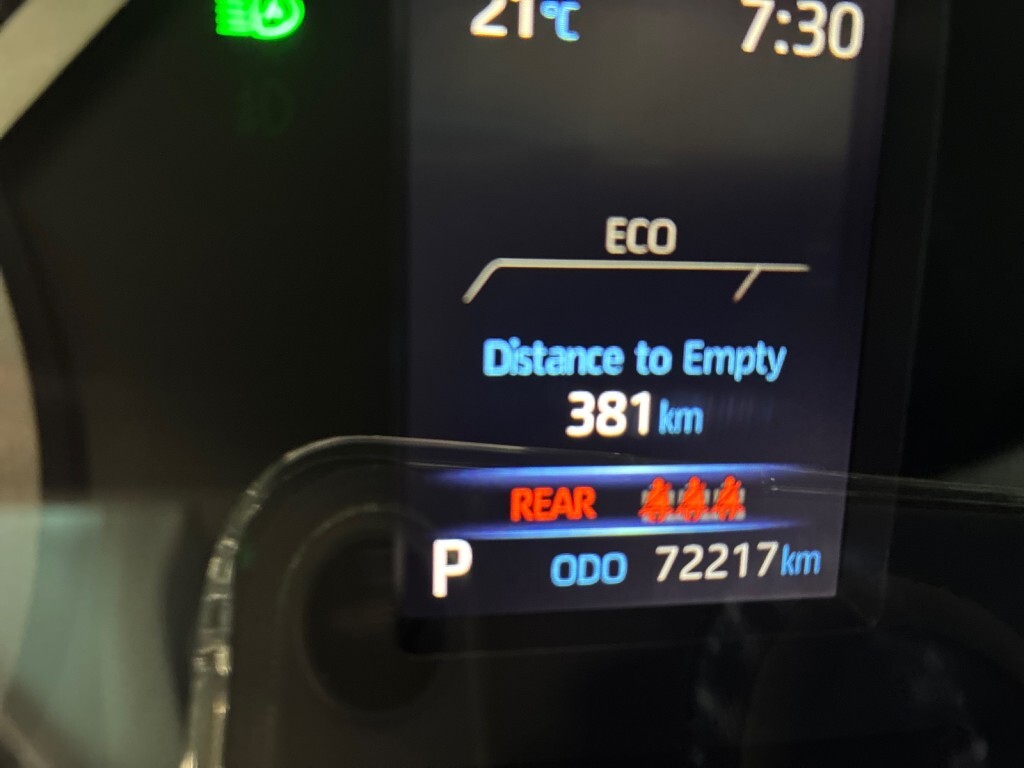 21°C 7:30
ECO
Distance to Empty
381 km
REAR
P ODO 72217 km